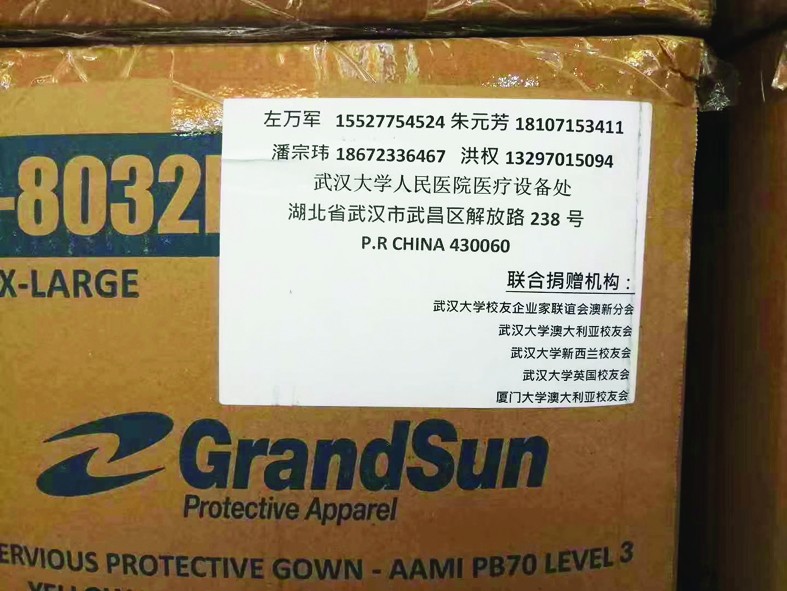 左万军 15527754524 朱元芳 18107153411
潘宗玮 18672336467 洪权 13297015094
武汉大学人民医院医疗设备处
湖北省武汉市武昌区解放路 238 号
P.R CHINA 430060
联合捐赠机构：
武汉大学校友企业家联谊会澳新分会
武汉大学澳大利亚校友会
武汉大学新西兰校友会
武汉大学英国校友会
厦门大学澳大利亚校友会
-8032
X-LARGE
GrandSun
Protective Apparel
ERVIOUS PROTECTIVE GOWN - AAMI PB70 LEVEL 3